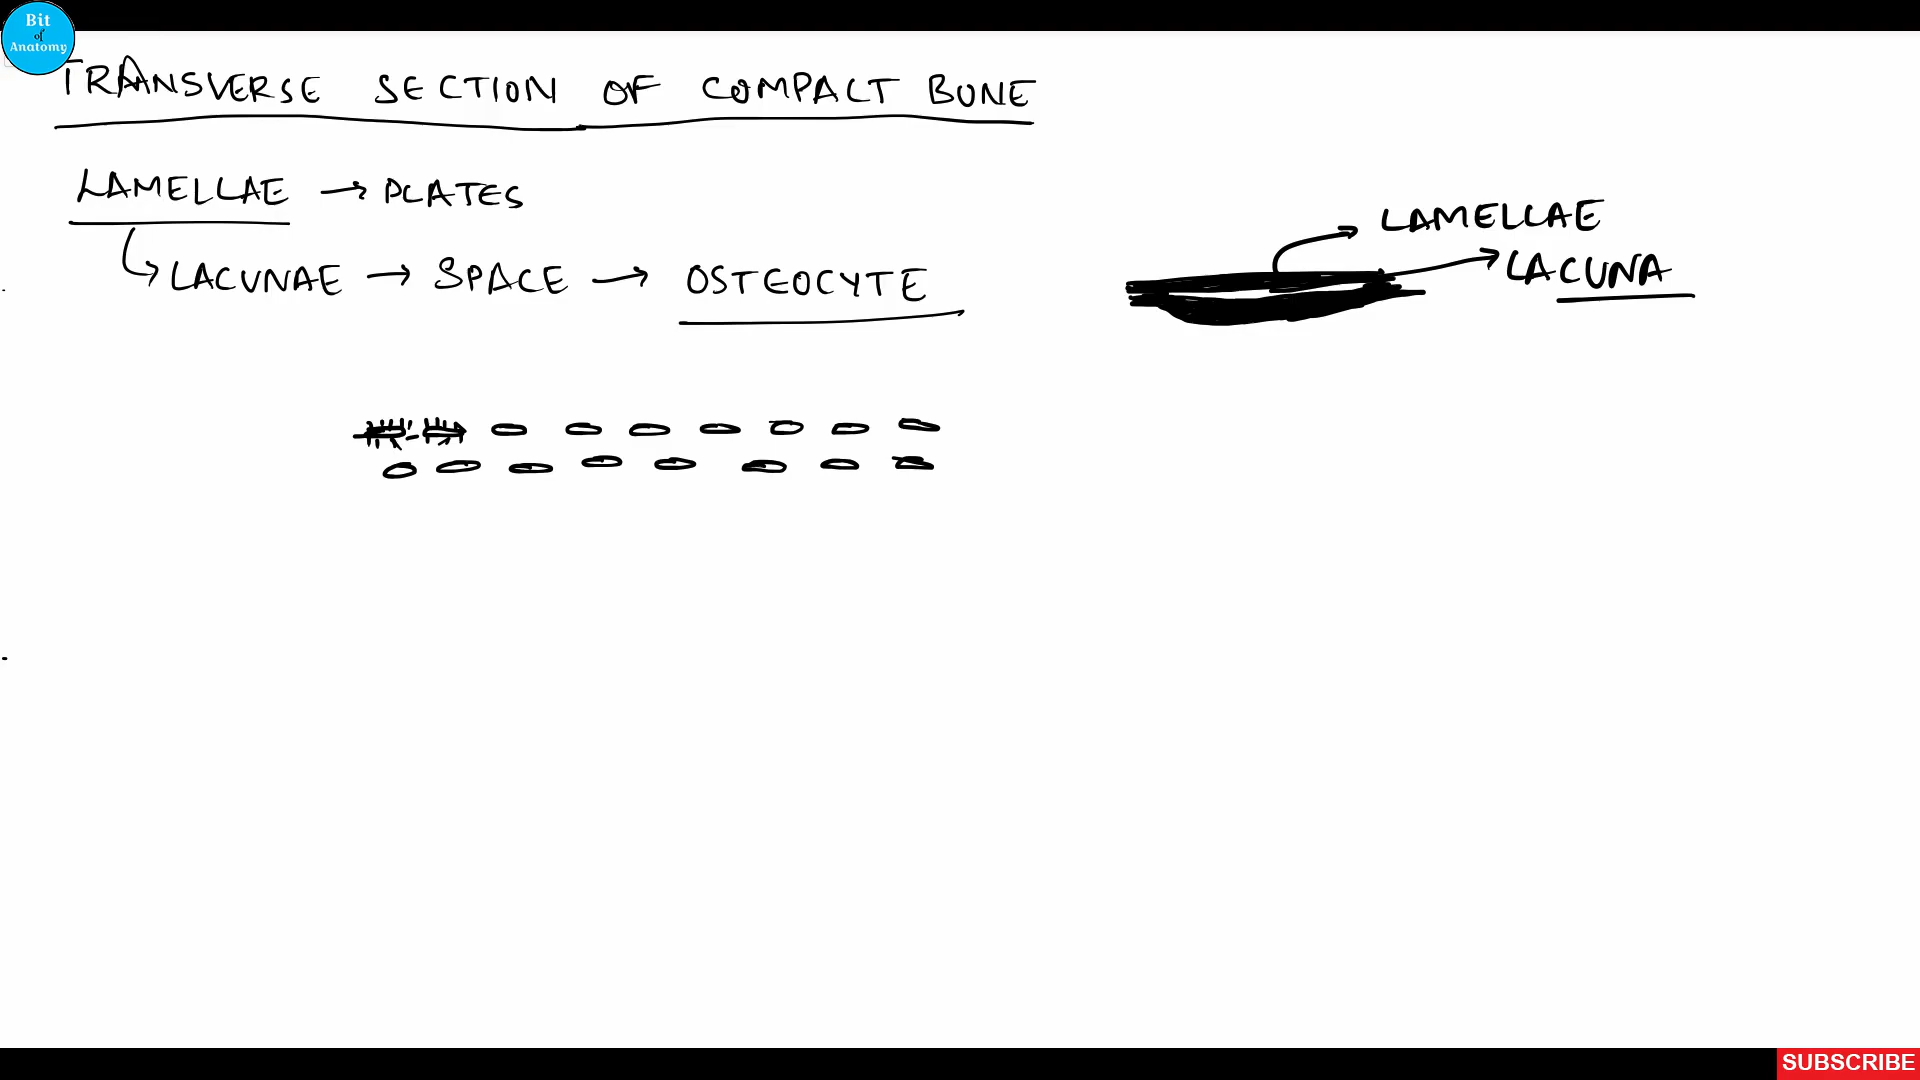 Bit
of
Anatomy
TRANSVERSE SECTION OF COMPACT BONE
LAMELLAE → PLATES
LACUNAE → SPACE → OSTEOCYTE
LAMELLAE
LACUNA
SUBSCRIBE